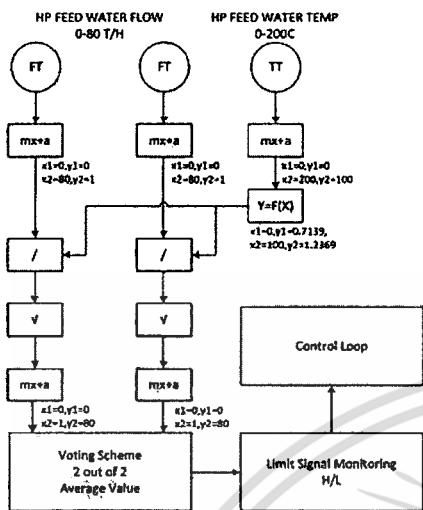 HP FEED WATER FLOW
0-80 T/H
HP FEED WATER TEMP
0-200C
FT
FT
TT
mx+a
mx+a
mx+a
x1=0,y1=0
x2=80,y2=1
x1=0,y1=0
x2=80,y2=1
x1=0,y1=0
x2=200,y2=100
Y=F(X)
x1=0,y1=0.7139,
x2=100,y2=1.2369
/
/
√
√
mx+a
mx+a
x1=0,y1=0
x2=1,y2=80
x1=0,y1=0
x2=1,y2=80
Control Loop
Voting Scheme
2 out of 2
Average Value
Limit Signal Monitoring
H/L